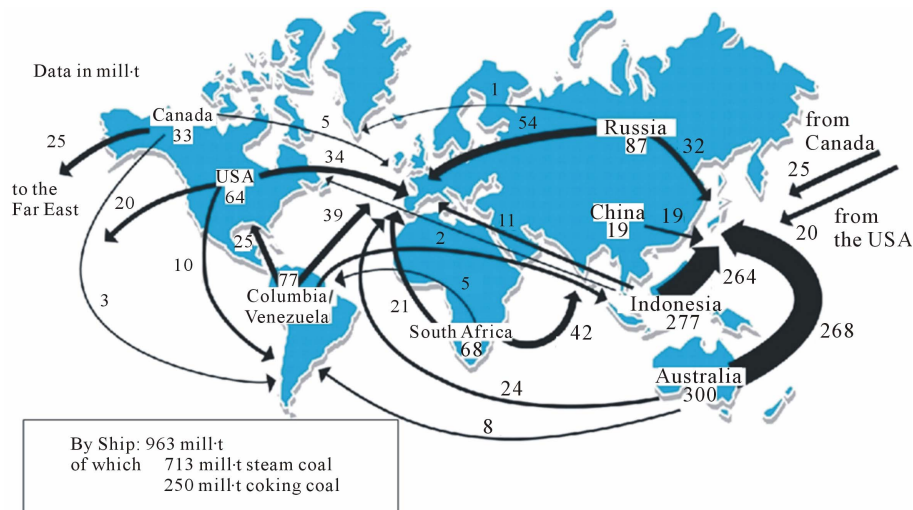 Data in mill·t
Canada
33
5
1
54
Russia
87
32
from
Canada
25
25
to the
Far East
USA
64
34
20
39
25
10
3
77
Columbia/
Venezuela
2
11
5
21
South Africa
68
42
China
19
19
20
from
the USA
264
Indonesia
277
268
Australia
300
24
8
By Ship: 963 mill·t
of which 713 mill·t steam coal
250 mill·t coking coal